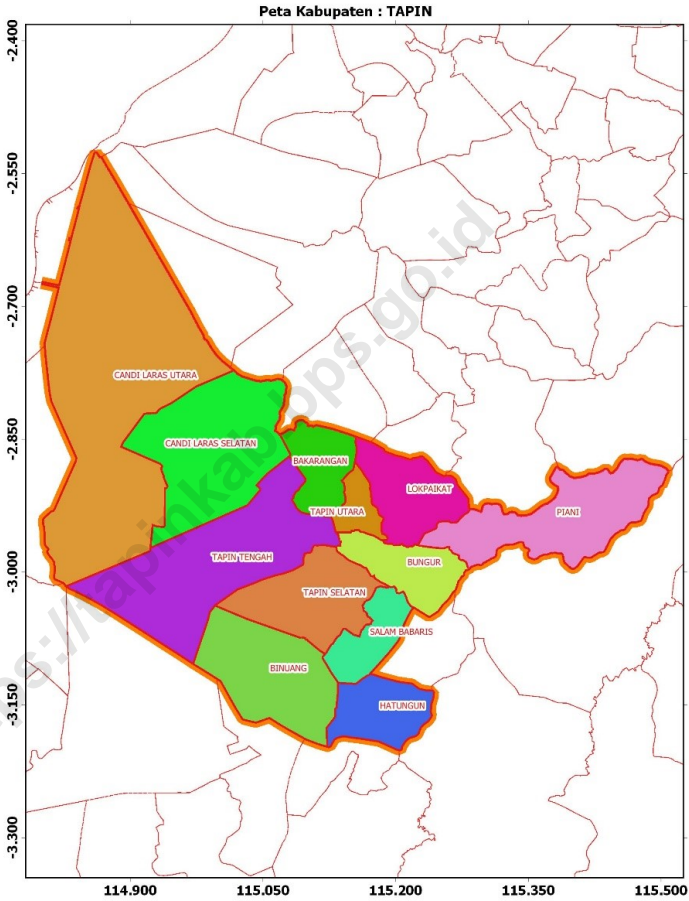 Peta Kabupaten : TAPIN
-2.400
-2.550
-2.700
-2.850
-3.000
-3.150
-3.300
CANDI LARAS UTARA
CANDI LARAS SELATAN
BAKARANGAN
LOKPAIKAT
TAPIN UTARA
PIANI
TAPIN TENGAH
BUNGUR
TAPIN SELATAN
SALAM BABARIS
BINUANG
HATUNGUN
114.900 115.050 115.200 115.350 115.500
ps://tapinkab.bps.go.id